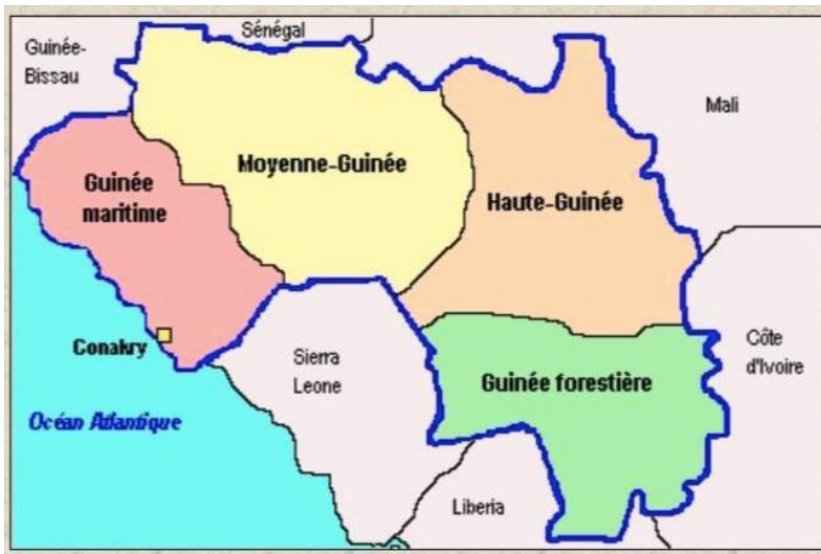 Sénégal
Guinée-
Bissau
Mali
Moyenne-Guinée
Guinée
maritime
Haute-Guinée
Conakry
Sierra
Leone
Côte
d'Ivoire
Guinée forestière
Océan Atlantique
Liberia